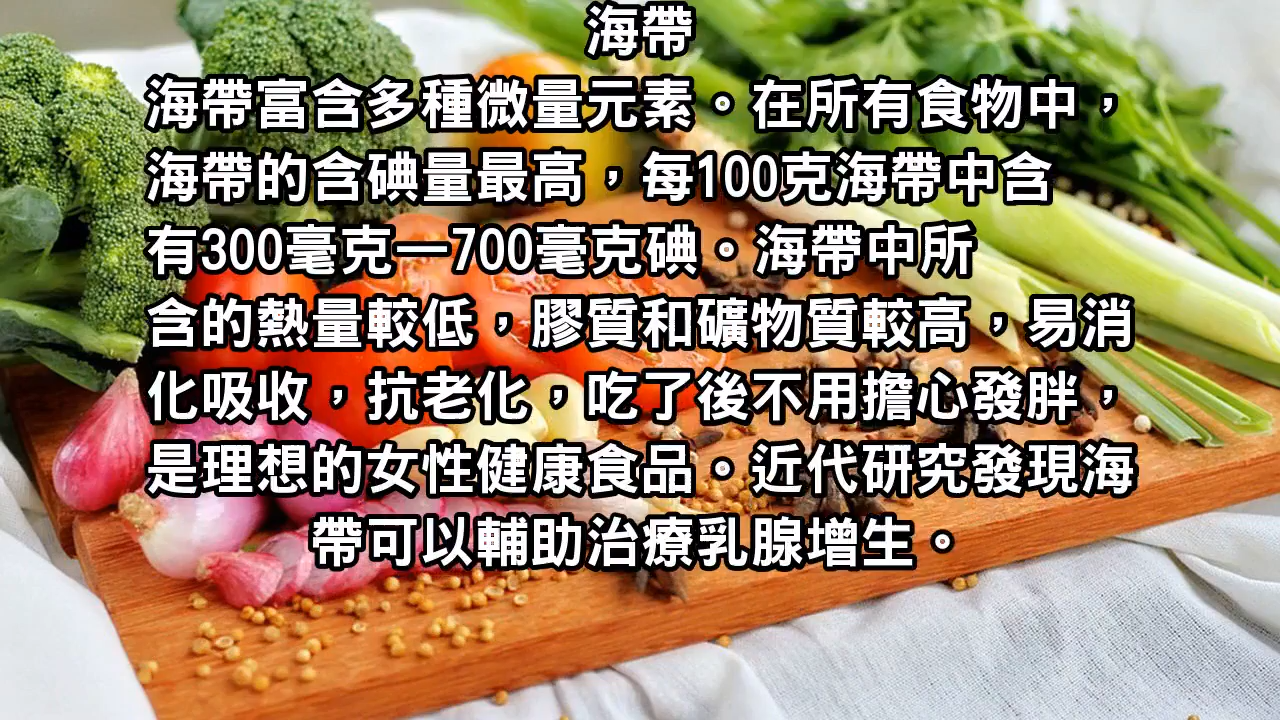 海帶
海帶富含多種微量元素。在所有食物中，
海帶的含碘量最高，每100克海帶中含
有300毫克—700毫克碘。海帶中所
含的熱量較低，膠質和礦物質較高，易消
化吸收，抗老化，吃了後不用擔心發胖，
是理想的女性健康食品。近代研究發現海
帶可以輔助治療乳腺增生。